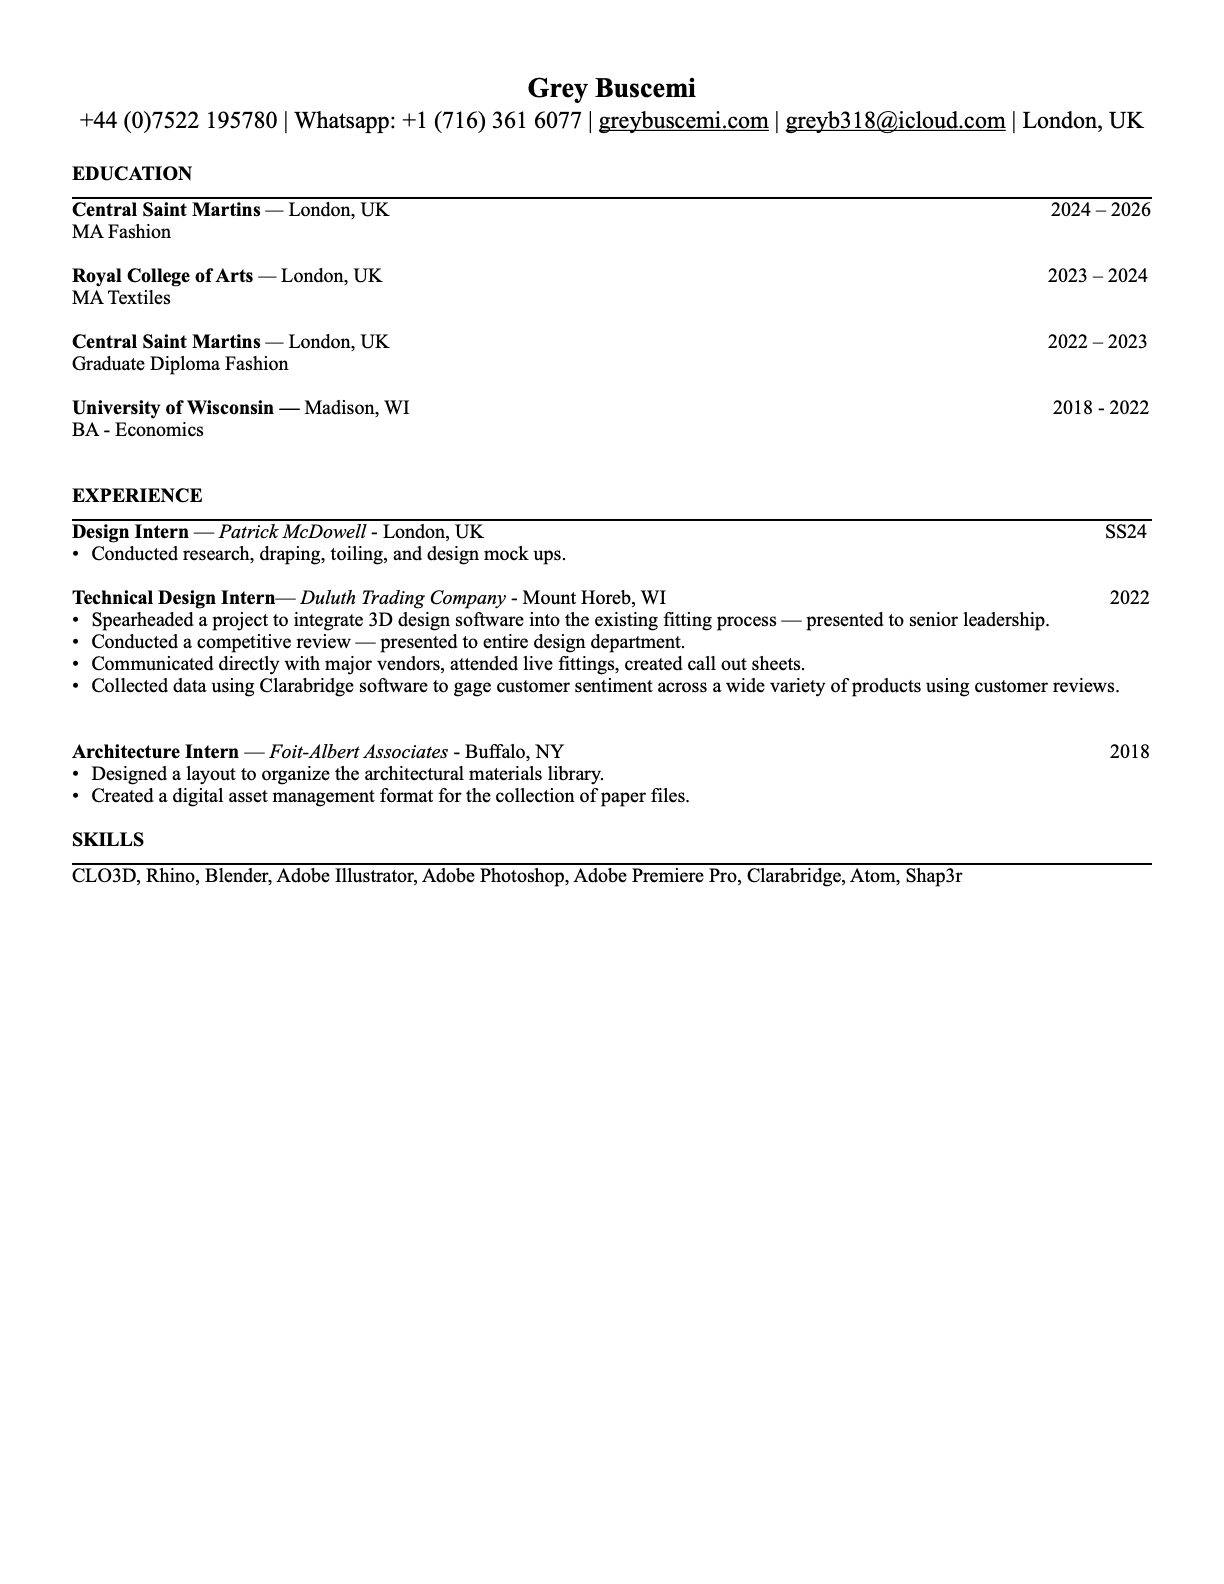 Grey Buscemi
+44 (0)7522 195780 | Whatsapp: +1 (716) 361 6077 | greybuscemi.com | greyb318@icloud.com | London, UK
EDUCATION
Central Saint Martins — London, UK 2024 – 2026
MA Fashion
Royal College of Arts — London, UK 2023 – 2024
MA Textiles
Central Saint Martins — London, UK 2022 – 2023
Graduate Diploma Fashion
University of Wisconsin — Madison, WI 2018 - 2022
BA - Economics
EXPERIENCE
Design Intern — Patrick McDowell - London, UK SS24
• Conducted research, draping, toiling, and design mock ups.
Technical Design Intern— Duluth Trading Company - Mount Horeb, WI 2022
• Spearheaded a project to integrate 3D design software into the existing fitting process — presented to senior leadership.
• Conducted a competitive review — presented to entire design department.
• Communicated directly with major vendors, attended live fittings, created call out sheets.
• Collected data using Clarabridge software to gage customer sentiment across a wide variety of products using customer reviews.
Architecture Intern — Foit-Albert Associates - Buffalo, NY 2018
• Designed a layout to organize the architectural materials library.
• Created a digital asset management format for the collection of paper files.
SKILLS
CLO3D, Rhino, Blender, Adobe Illustrator, Adobe Photoshop, Adobe Premiere Pro, Clarabridge, Atom, Shap3r